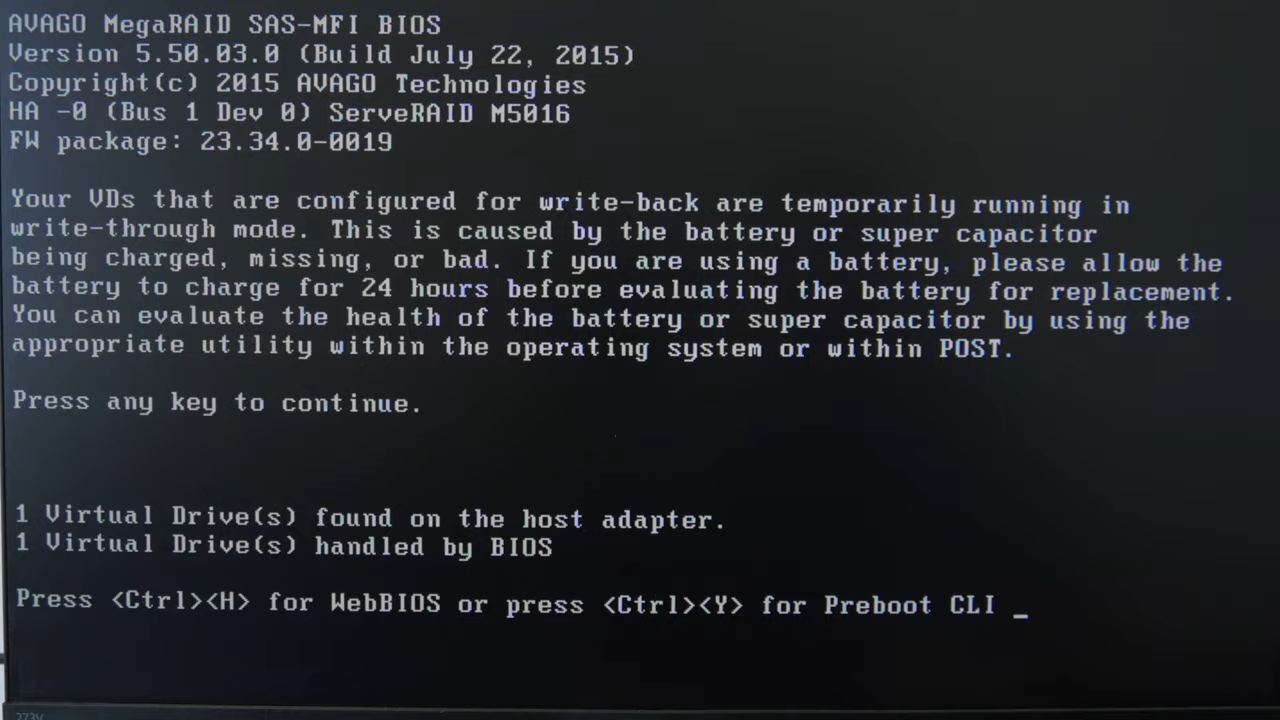 AVAGO MegaRAID SAS-MFI BIOS
Version 5.50.03.0 (Build July 22, 2015)
Copyright(c) 2015 AVAGO Technologies
HA -0 (Bus 1 Dev 0) ServeRAID M5016
FW package: 23.34.0-0019
Your VDs that are configured for write-back are temporarily running in
write-through mode. This is caused by the battery or super capacitor
being charged, missing, or bad. If you are using a battery, please allow the
battery to charge for 24 hours before evaluating the battery for replacement.
You can evaluate the health of the battery or super capacitor by using the
appropriate utility within the operating system or within POST.
Press any key to continue.
1 Virtual Drive(s) found on the host adapter.
1 Virtual Drive(s) handled by BIOS
Press <Ctrl><H> for WebBIOS or press <Ctrl><Y> for Preboot CLI _
273V